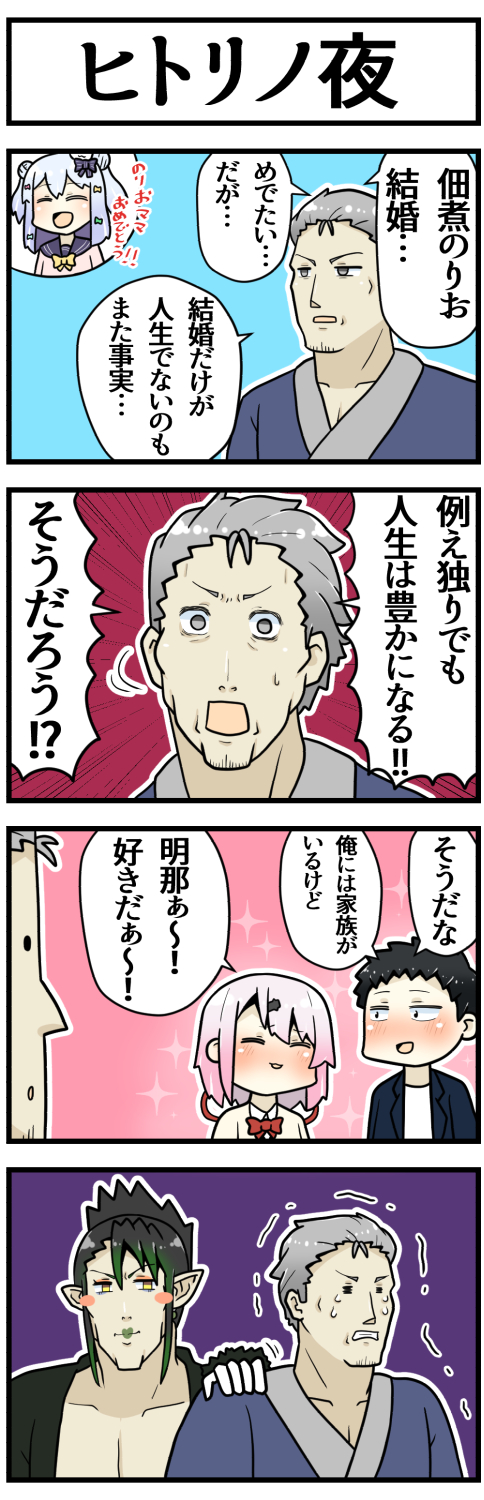 ヒトリノ夜
佃煮のりお
結婚…
めでたい…
だが…
のりおママ
おめでとう!!
結婚だけが
人生でないのも
また事実…
例え独りでも
人生は豊かになる!!
そうだろう!?
そうだな
俺には家族が
いるけど
明那ぁ〜!
好きだぁ〜!